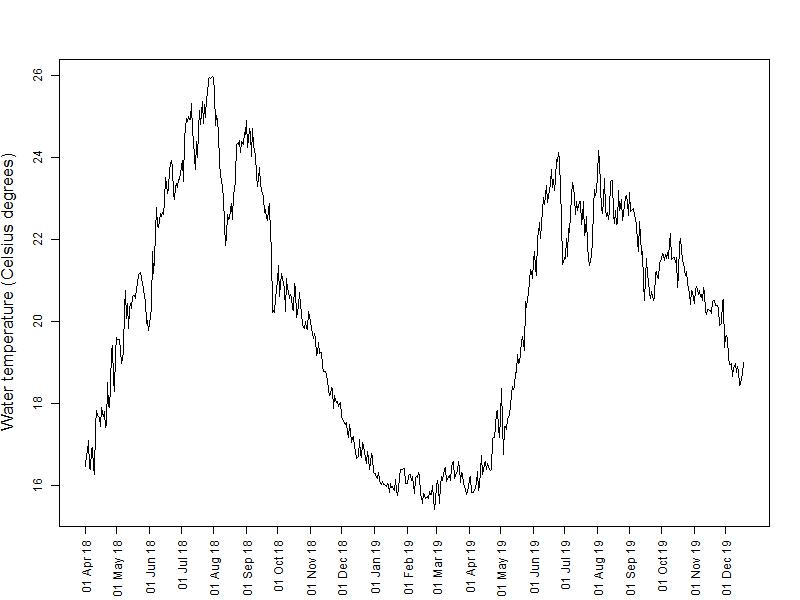 Water temperature (Celsius degrees)
26
24
22
20
18
16
01 Apr 18
01 May 18
01 Jun 18
01 Jul 18
01 Aug 18
01 Sep 18
01 Oct 18
01 Nov 18
01 Dec 18
01 Jan 19
01 Feb 19
01 Mar 19
01 Apr 19
01 May 19
01 Jun 19
01 Jul 19
01 Aug 19
01 Sep 19
01 Oct 19
01 Nov 19
01 Dec 19